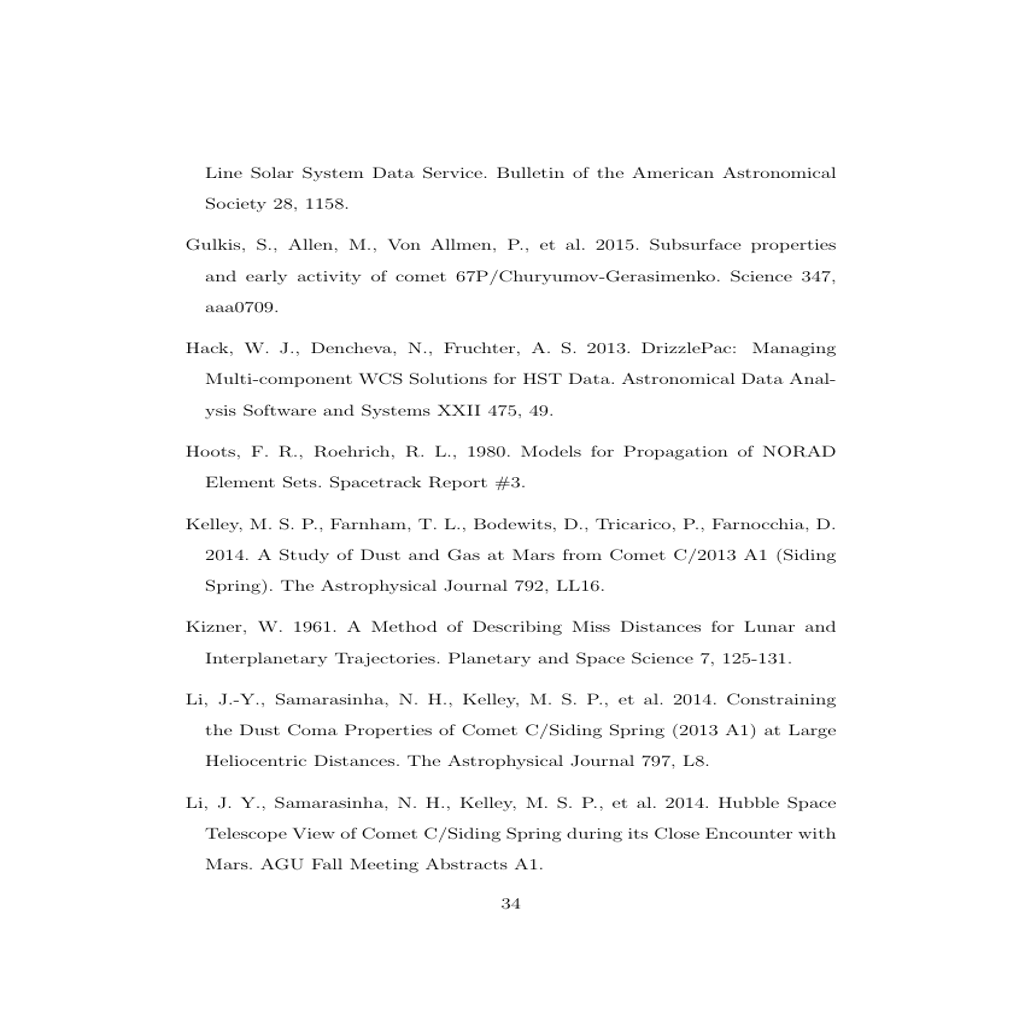 Line Solar System Data Service. Bulletin of the American Astronomical
Society 28, 1158.
Gulkis, S., Allen, M., Von Allmen, P., et al. 2015. Subsurface properties
and early activity of comet 67P/Churyumov-Gerasimenko. Science 347,
aaa0709.
Hack, W. J., Dencheva, N., Fruchter, A. S. 2013. DrizzlePac: Managing
Multi-component WCS Solutions for HST Data. Astronomical Data Anal-
ysis Software and Systems XXII 475, 49.
Hoots, F. R., Roehrich, R. L., 1980. Models for Propagation of NORAD
Element Sets. Spacetrack Report #3.
Kelley, M. S. P., Farnham, T. L., Bodewits, D., Tricarico, P., Farnocchia, D.
2014. A Study of Dust and Gas at Mars from Comet C/2013 A1 (Siding
Spring). The Astrophysical Journal 792, LL16.
Kizner, W. 1961. A Method of Describing Miss Distances for Lunar and
Interplanetary Trajectories. Planetary and Space Science 7, 125-131.
Li, J.-Y., Samarasinha, N. H., Kelley, M. S. P., et al. 2014. Constraining
the Dust Coma Properties of Comet C/Siding Spring (2013 A1) at Large
Heliocentric Distances. The Astrophysical Journal 797, L8.
Li, J. Y., Samarasinha, N. H., Kelley, M. S. P., et al. 2014. Hubble Space
Telescope View of Comet C/Siding Spring during its Close Encounter with
Mars. AGU Fall Meeting Abstracts A1.
34